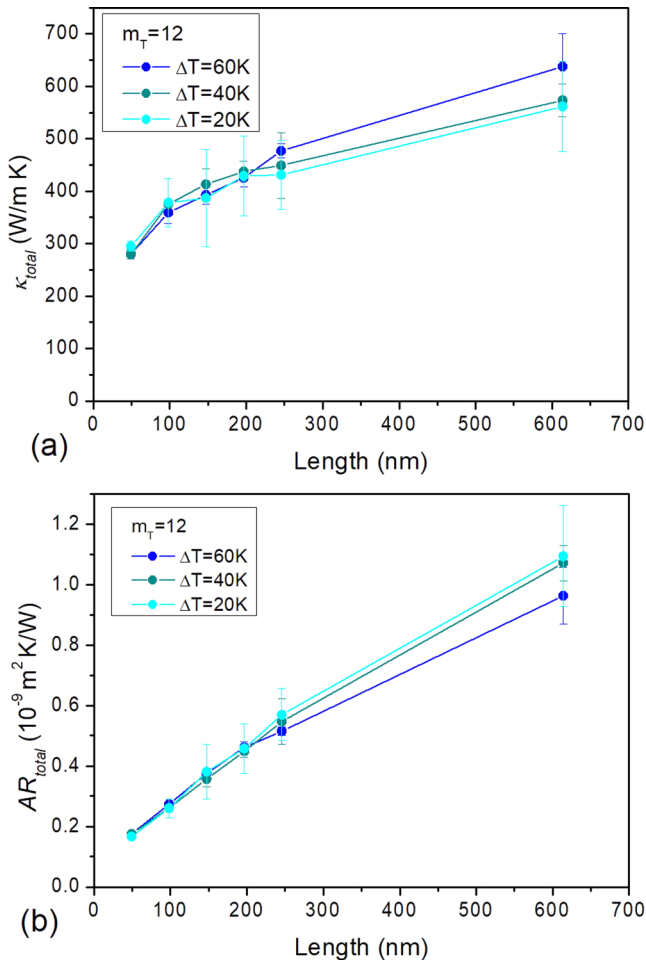 700
600
500
400
300
200
100
0
κtotal (W/m K)
mT=12
ΔT=60K
ΔT=40K
ΔT=20K
0 100 200 300 400 500 600 700
(a)
Length (nm)
1.2
1.0
0.8
0.6
0.4
0.2
0.0
ARtotal (10-9 m2 K/W)
mT=12
ΔT=60K
ΔT=40K
ΔT=20K
0 100 200 300 400 500 600 700
(b)
Length (nm)